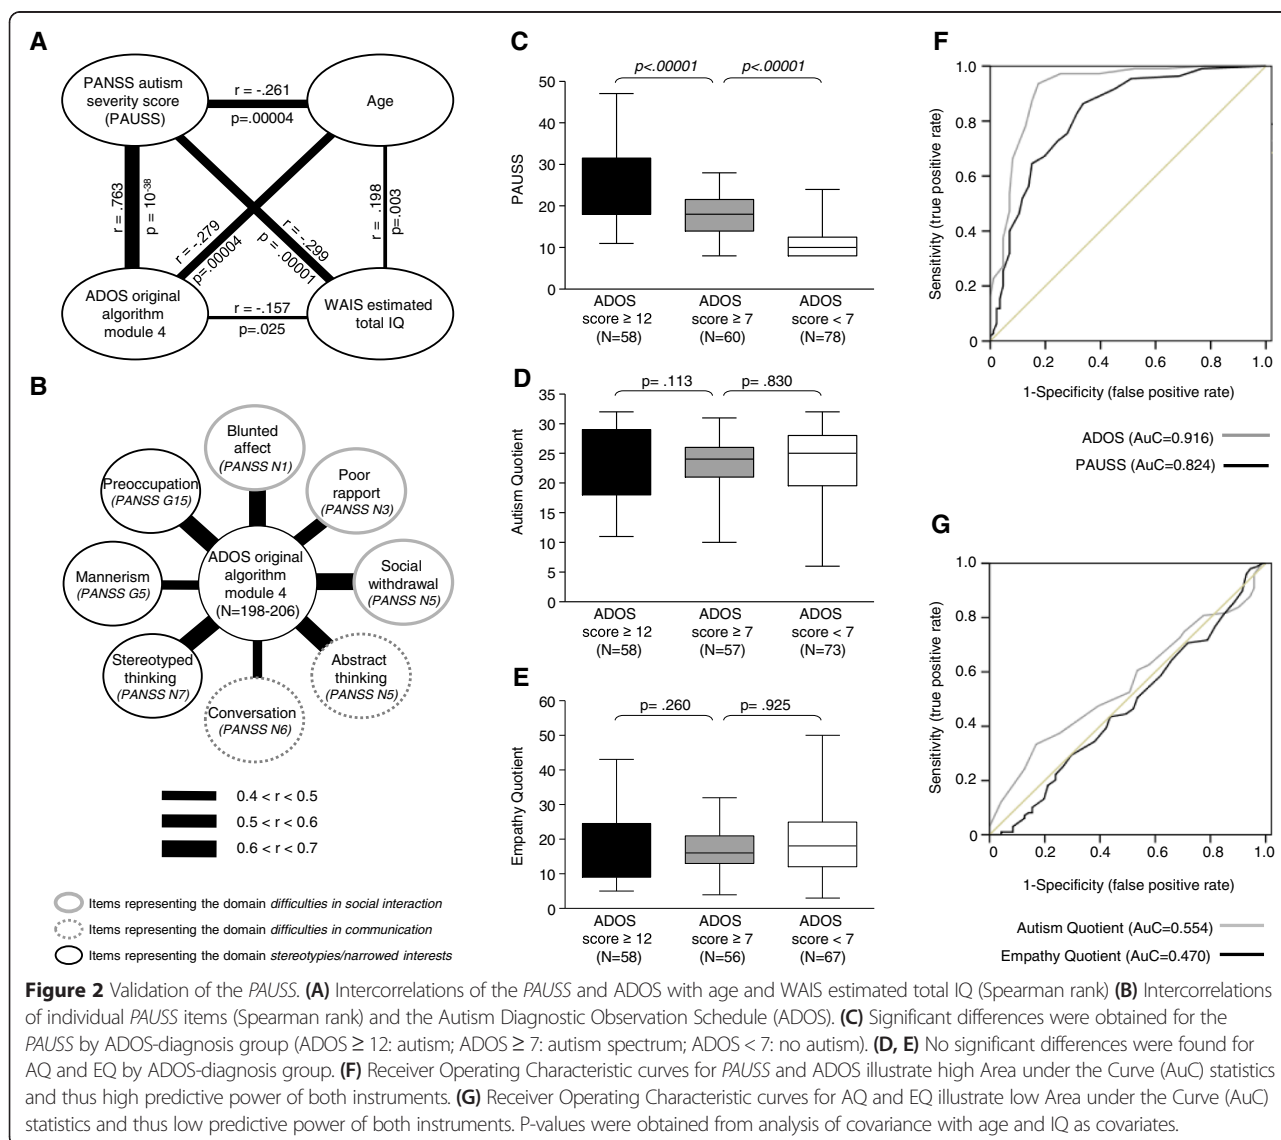 A
PANSS autism
severity score
(PAUSS)
r = -.261
p=.00004
Age
r = .763
p = 10-38
r = -.279
p=.00004
r = -.299
p = .00001
r = .198
p=.003
ADOS original
algorithm
module 4
r = -.157
p=.025
WAIS estimated
total IQ
B
Blunted
affect
(PANSS N1)
Poor
rapport
(PANSS N3)
Social
withdrawal
(PANSS N5)
Abstract
thinking
(PANSS N5)
Conversation
(PANSS N6)
Stereotyped
thinking
(PANSS N7)
Mannerism
(PANSS G5)
Preoccupation
(PANSS G15)
ADOS original
algorithm
module 4
(N=198-206)
0.4 < r < 0.5
0.5 < r < 0.6
0.6 < r < 0.7
Items representing the domain difficulties in social interaction
Items representing the domain difficulties in communication
Items representing the domain stereotypies/narrowed interests
C
p<.00001 p<.00001
PAUSS
50
40
30
20
10
0
ADOS score ≥ 12 (N=58)
ADOS score ≥ 7 (N=60)
ADOS score < 7 (N=78)
D
p= .113 p= .830
Autism Quotient
35
30
25
20
15
10
5
0
ADOS score ≥ 12 (N=58)
ADOS score ≥ 7 (N=57)
ADOS score < 7 (N=73)
E
p= .260 p= .925
Empathy Quotient
60
50
40
30
20
10
0
ADOS score ≥ 12 (N=58)
ADOS score ≥ 7 (N=56)
ADOS score < 7 (N=67)
F
Sensitivity (true positive rate)
1.0
0.8
0.6
0.4
0.2
0
0 0.2 0.4 0.6 0.8 1.0
1-Specificity (false positive rate)
ADOS (AuC=0.916)
PAUSS (AuC=0.824)
G
Sensitivity (true positive rate)
1.0
0.8
0.6
0.4
0.2
0
0 0.2 0.4 0.6 0.8 1.0
1-Specificity (false positive rate)
Autism Quotient (AuC=0.554)
Empathy Quotient (AuC=0.470)
Figure 2 Validation of the PAUSS. (A) Intercorrelations of the PAUSS and ADOS with age and WAIS estimated total IQ (Spearman rank) (B) Intercorrelations
of individual PAUSS items (Spearman rank) and the Autism Diagnostic Observation Schedule (ADOS). (C) Significant differences were obtained for the
PAUSS by ADOS-diagnosis group (ADOS ≥ 12: autism; ADOS ≥ 7: autism spectrum; ADOS < 7: no autism). (D, E) No significant differences were found for
AQ and EQ by ADOS-diagnosis group. (F) Receiver Operating Characteristic curves for PAUSS and ADOS illustrate high Area under the Curve (AuC) statistics
and thus high predictive power of both instruments. (G) Receiver Operating Characteristic curves for AQ and EQ illustrate low Area under the Curve (AuC)
statistics and thus low predictive power of both instruments. P-values were obtained from analysis of covariance with age and IQ as covariates.